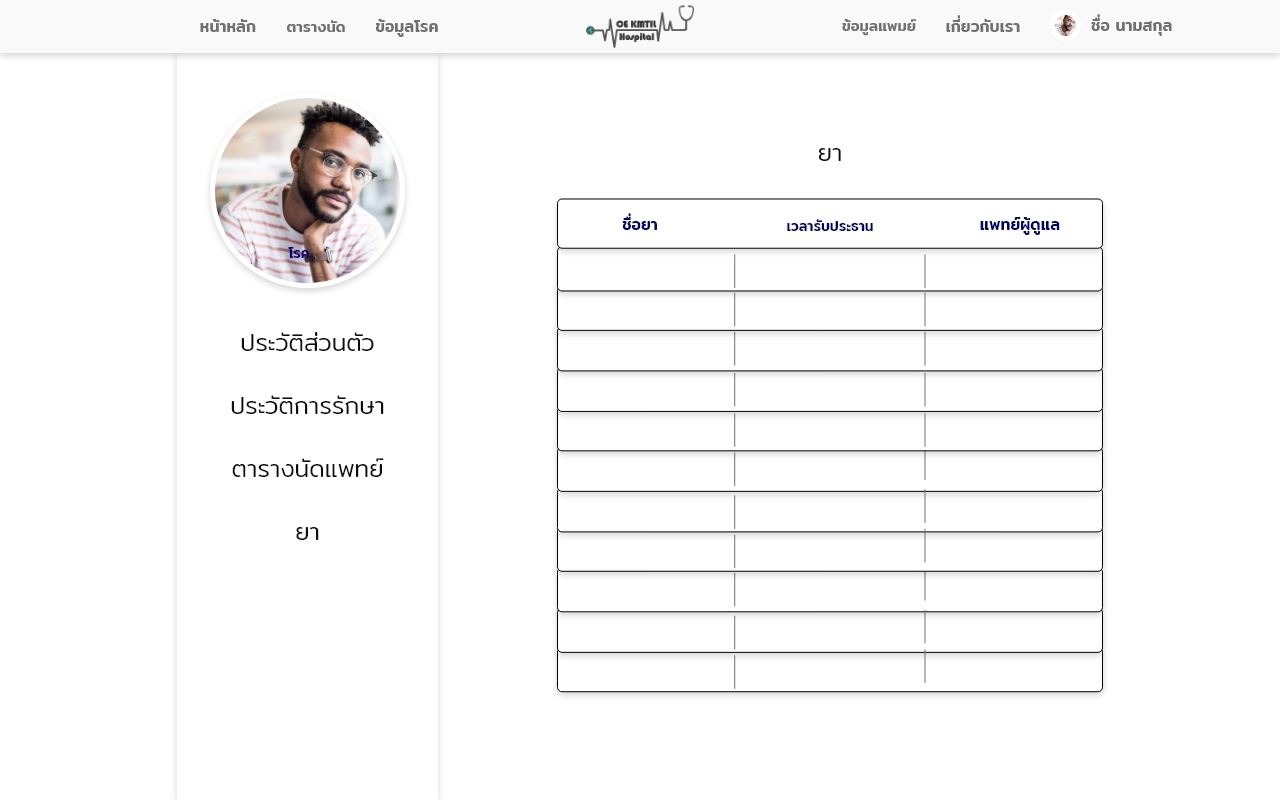 หน้าหลัก ตารางนัด ข้อมูลโรค
OE KMTIL
Hospital
ข้อมูลแพมย์ เกี่ยวกับเรา ชื่อ นามสกุล
โรค
ประวัติส่วนตัว
ประวัติการรักษา
ตารางนัดแพทย์
ยา
ยา
ชื่อยา เวลารับประธาน แพทย์ผู้ดูแล